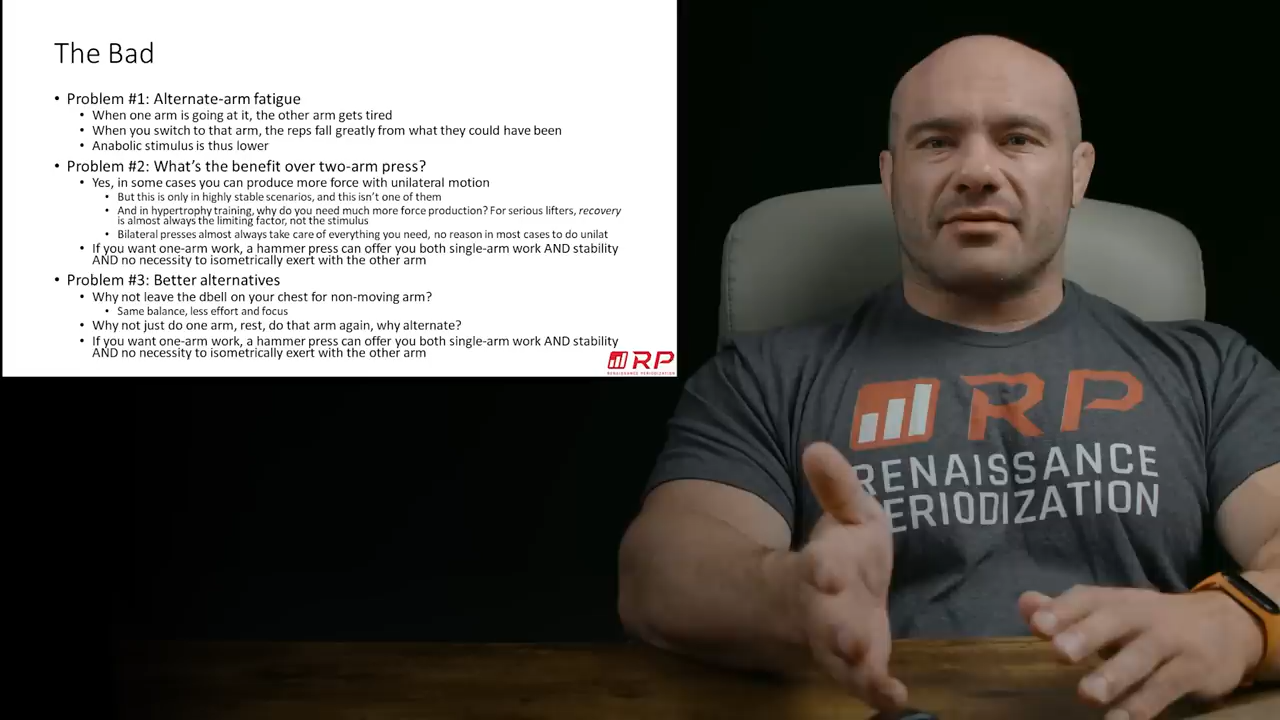 The Bad
• Problem #1: Alternate-arm fatigue
• When one arm is going at it, the other arm gets tired
• When you switch to that arm, the reps fall greatly from what they could have been
• Anabolic stimulus is thus lower
• Problem #2: What's the benefit over two-arm press?
• Yes, in some cases you can produce more force with unilateral motion
• But this is only in highly stable scenarios, and this isn't one of them
• And in hypertrophy training, why do you need much more force production? For serious lifters, recovery
is almost always the limiting factor, not the stimulus
• Bilateral presses almost always take care of everything you need, no reason in most cases to do unilat
• If you want one-arm work, a hammer press can offer you both single-arm work AND stability
AND no necessity to isometrically exert with the other arm
• Problem #3: Better alternatives
• Why not leave the dbell on your chest for non-moving arm?
• Same balance, less effort and focus
• Why not just do one arm, rest, do that arm again, why alternate?
• If you want one-arm work, a hammer press can offer you both single-arm work AND stability
AND no necessity to isometrically exert with the other arm
RP
RENAISSANCE PERIODIZATION
RP
RENAISSANCE
PERIODIZATION